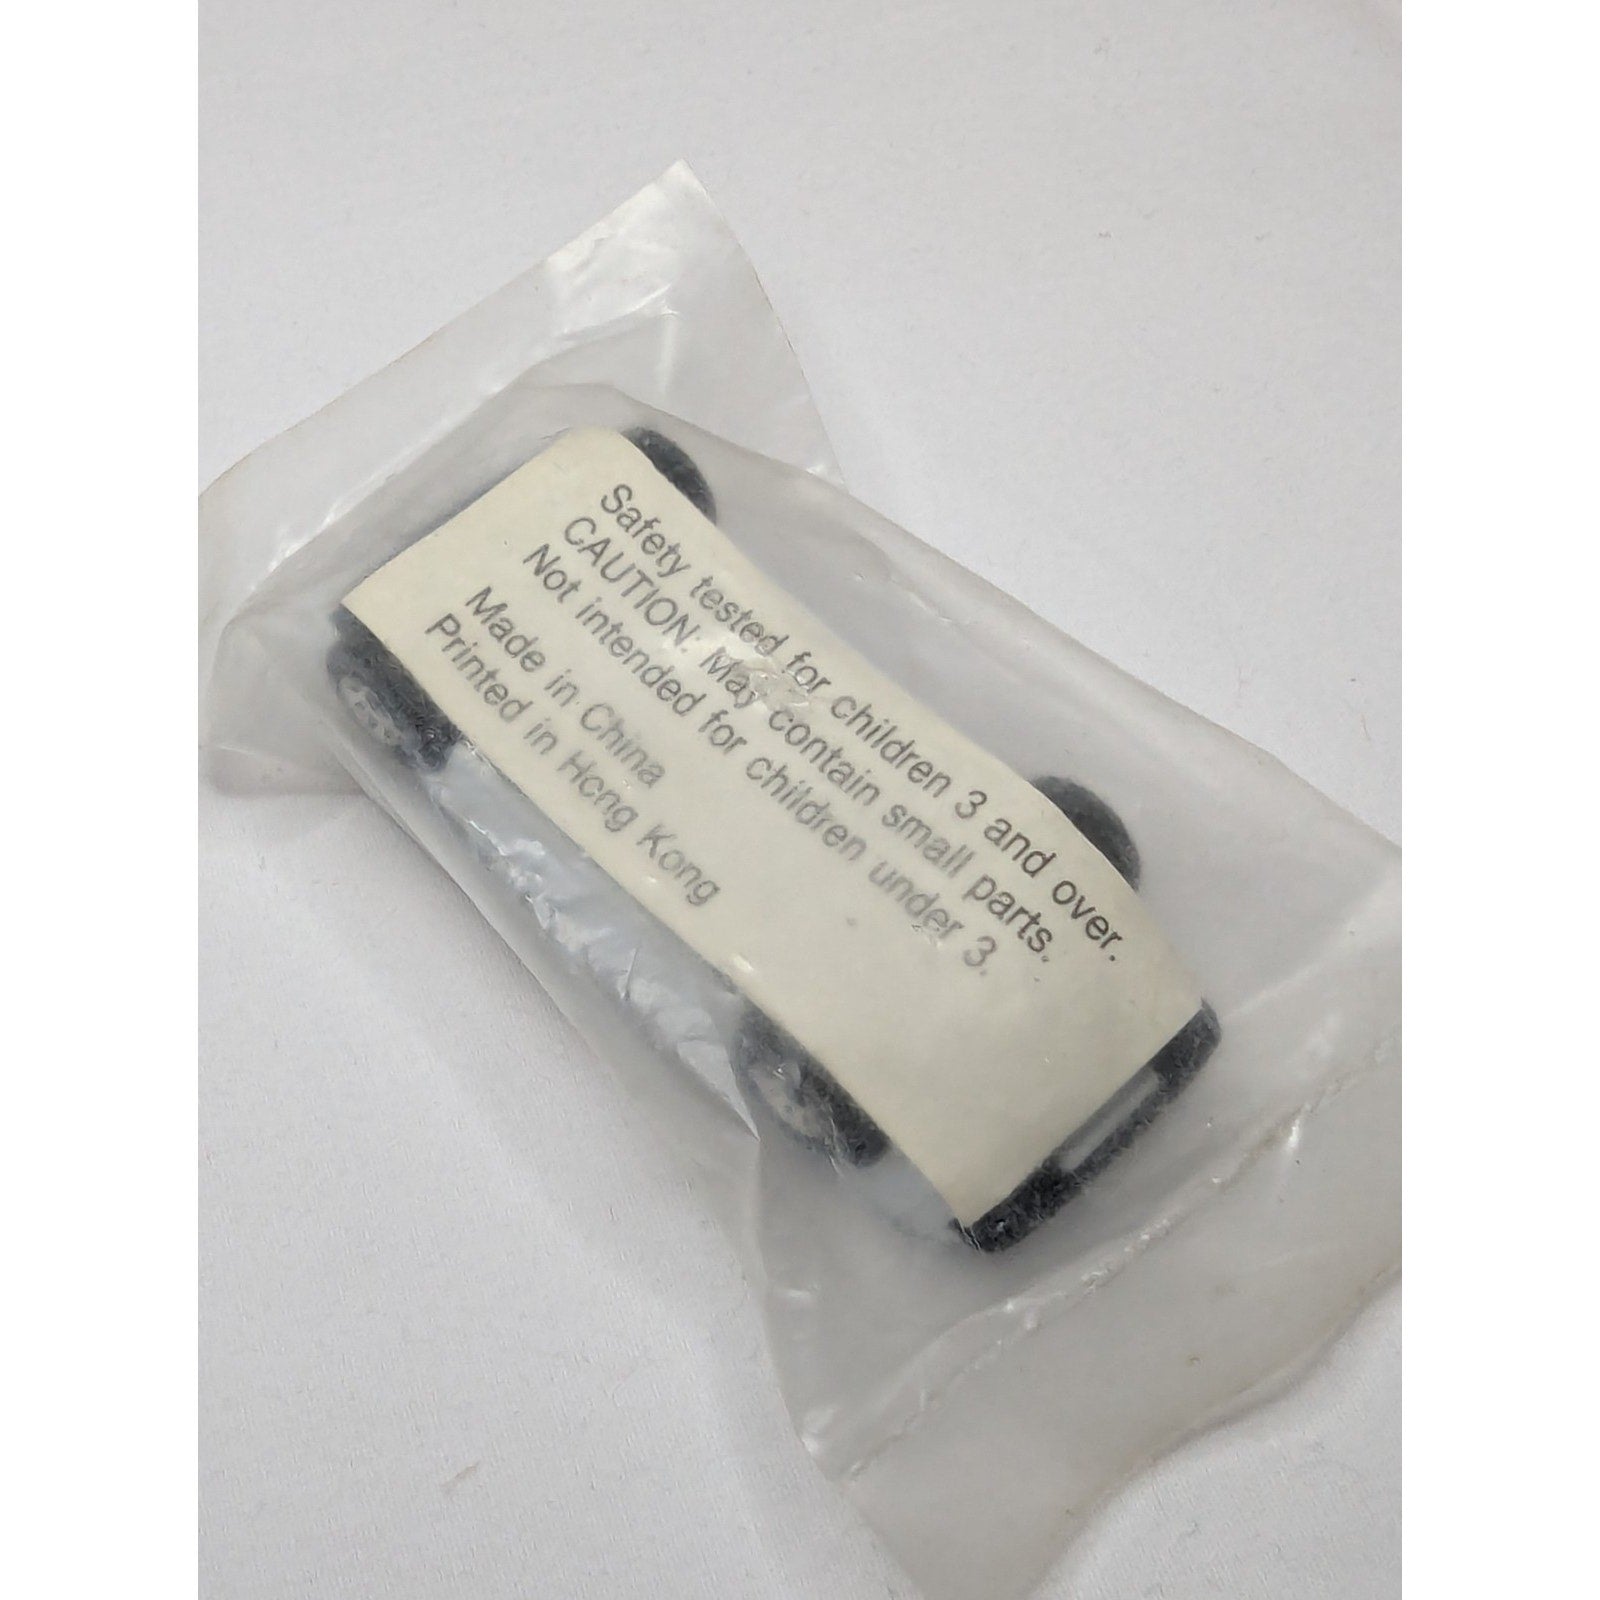 Safety tested for children 3 and over.
CAUTION: May contain small parts.
Not intended for children under 3.
Made in China
Printed in Hong Kong